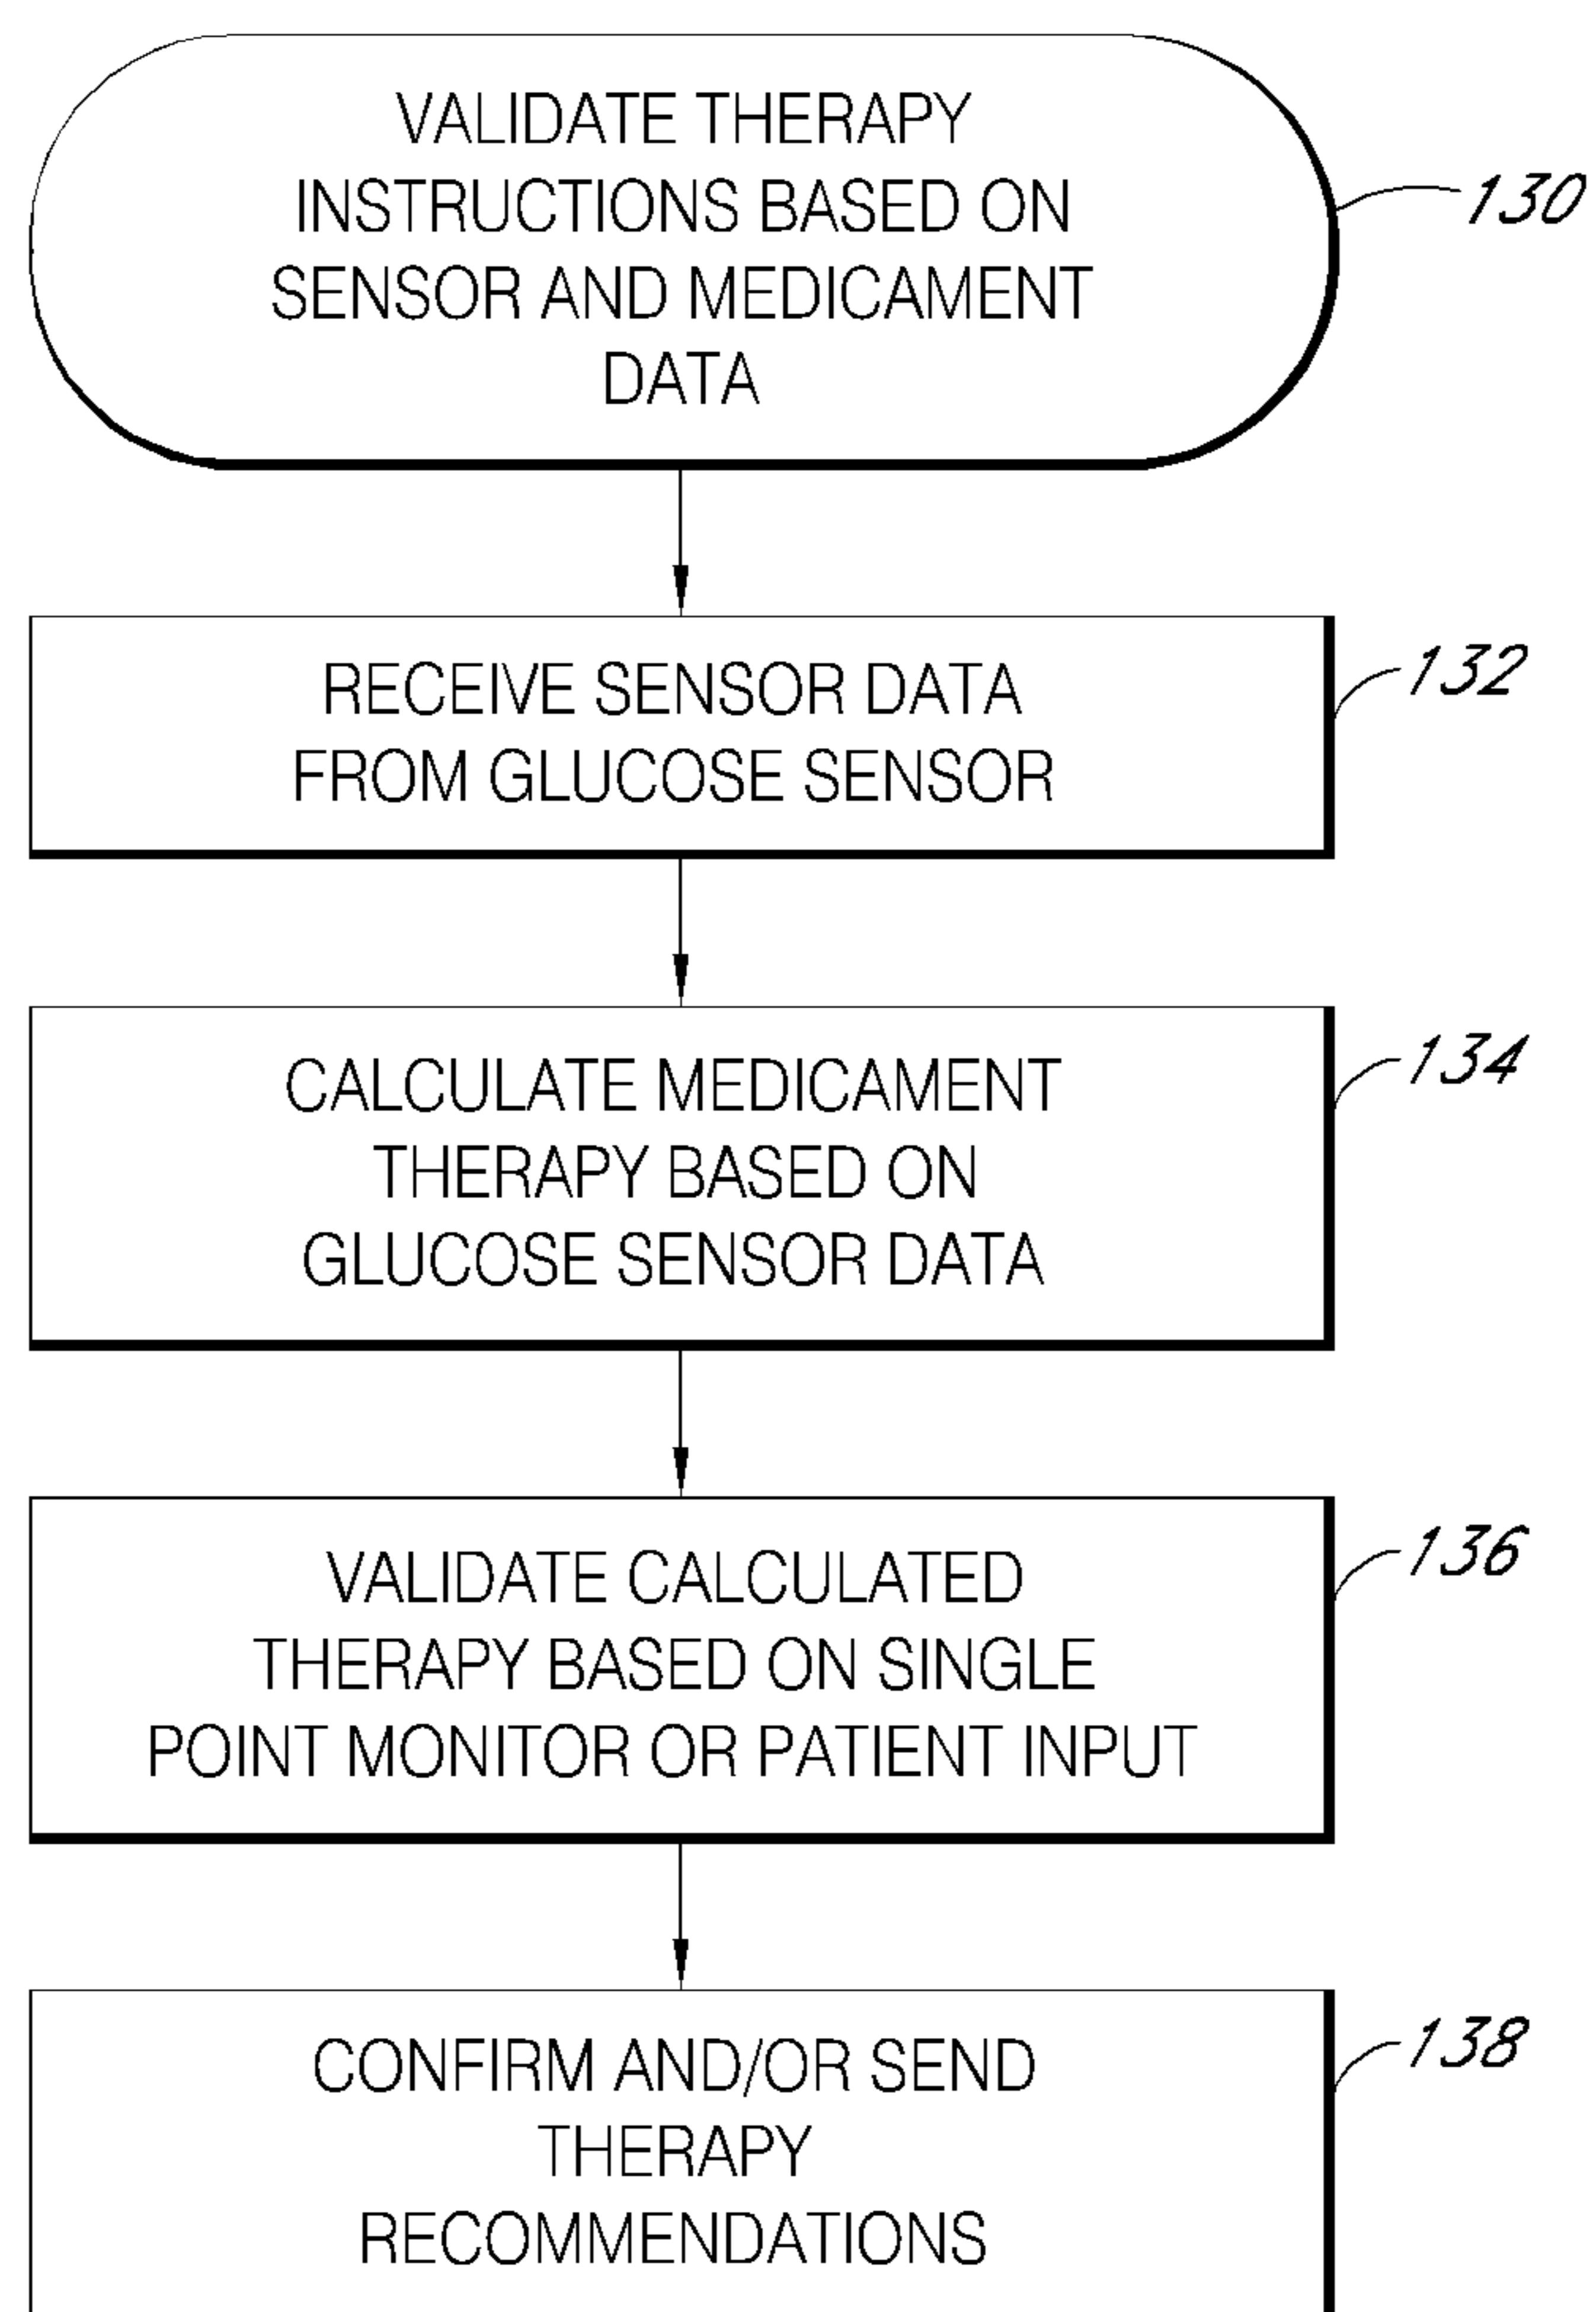 VALIDATE THERAPY
INSTRUCTIONS BASED ON
SENSOR AND MEDICAMENT
DATA
130
RECEIVE SENSOR DATA
FROM GLUCOSE SENSOR
132
CALCULATE MEDICAMENT
THERAPY BASED ON
GLUCOSE SENSOR DATA
134
VALIDATE CALCULATED
THERAPY BASED ON SINGLE
POINT MONITOR OR PATIENT INPUT
136
CONFIRM AND/OR SEND
THERAPY
RECOMMENDATIONS
138